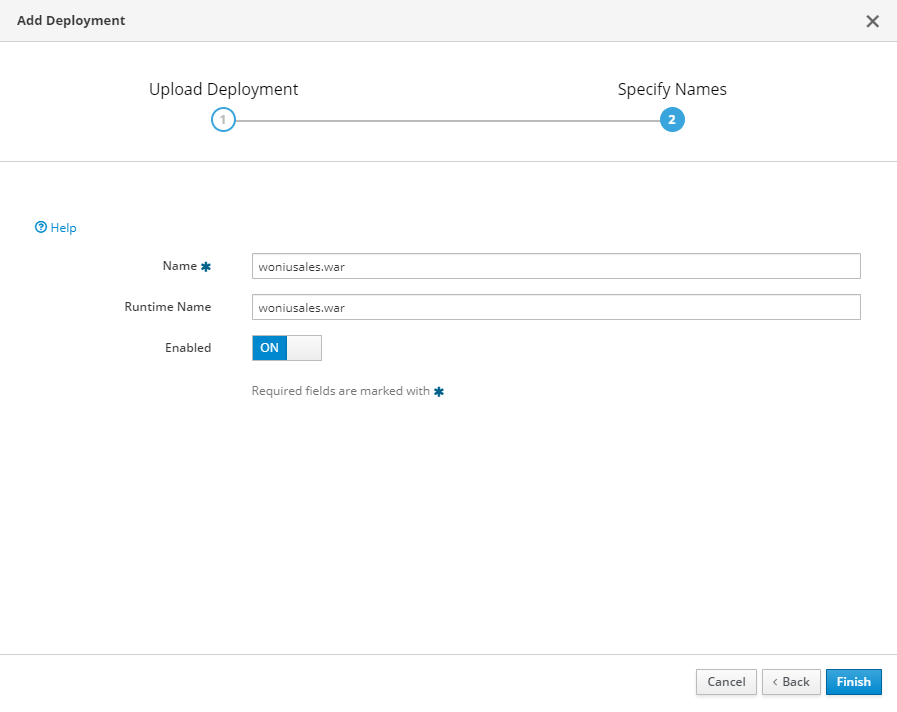 Add Deployment
Upload Deployment
Specify Names
1
2
Help
Name
woniusales.war
Runtime Name
woniusales.war
Enabled
ON
Required fields are marked with
Cancel
Back
Finish